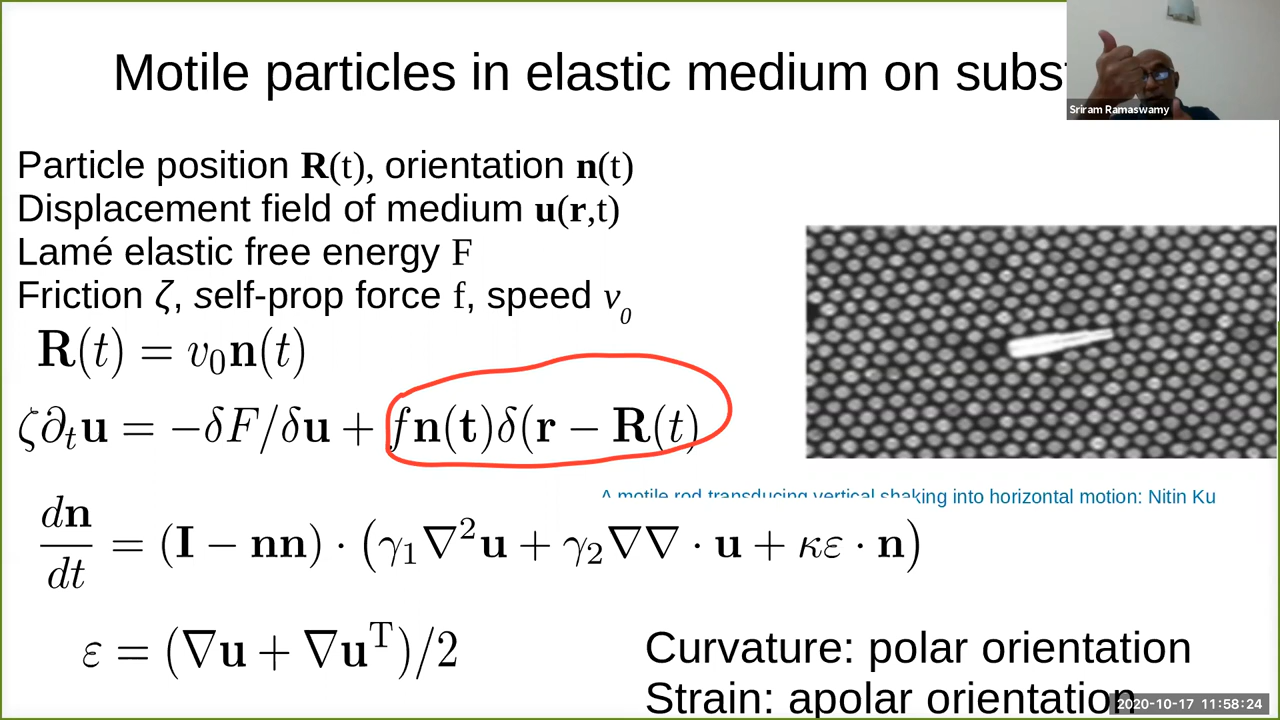 Motile particles in elastic medium on subs
Sriram Ramaswamy
Particle position R(t), orientation n(t)
Displacement field of medium u(r,t)
Lamé elastic free energy F
Friction ζ, self-prop force f, speed v₀
R(t) = v₀n(t)
ζ∂ₜu = −δF/δu + fn(t)δ(r − R(t)
A motile rod transducing vertical shaking into horizontal motion: Nitin Ku
dn/dt = (I − nn) · (γ₁∇²u + γ₂∇∇ · u + κε · n)
ε = (∇u + ∇uᵀ)/2
Curvature: polar orientation
Strain: apolar orientation
2020-10-17 11:58:24